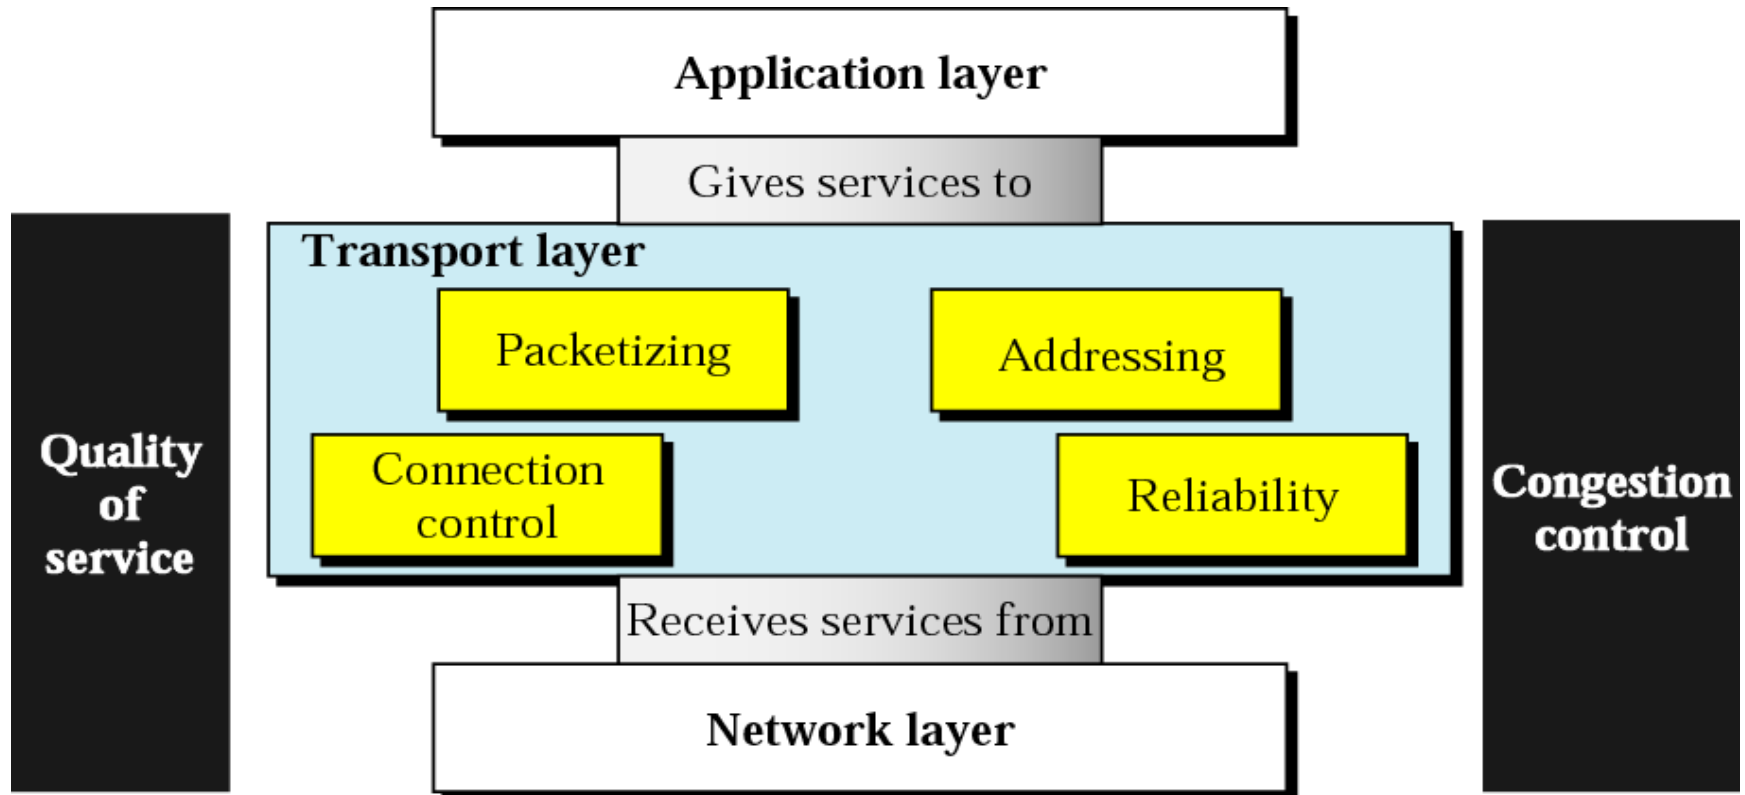 Application layer
Gives services to
Transport layer
Packetizing
Addressing
Connection
control
Reliability
Receives services from
Network layer
Quality
of
service
Congestion
control